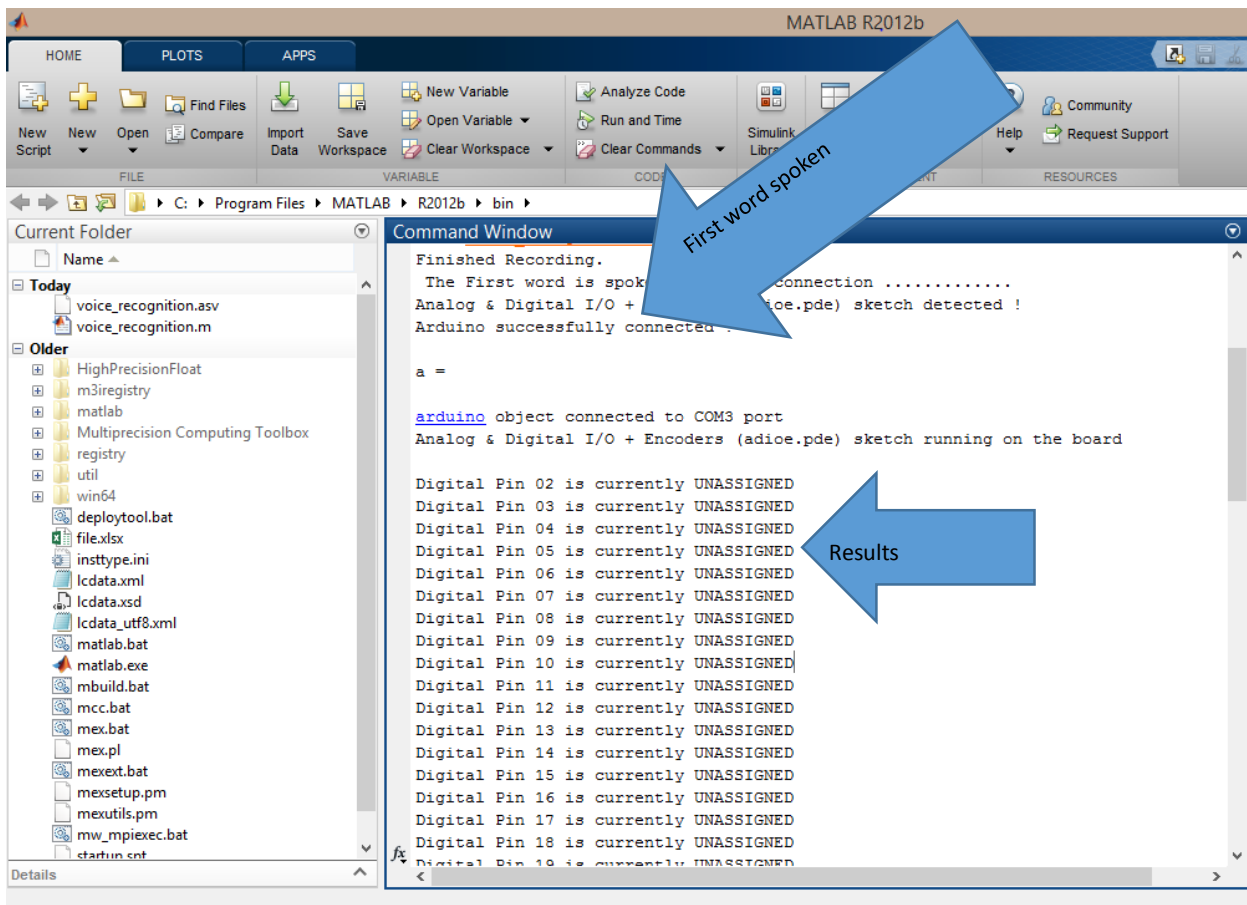 MATLAB R2012b
HOME PLOTS APPS
New Script
New
Open
Find Files
Compare
Import Data
Save Workspace
New Variable
Open Variable
Clear Workspace
Analyze Code
Run and Time
Clear Commands
Simulink
Help
Community
Request Support
FILE VARIABLE RESOURCES
C: Program Files MATLAB R2012b bin
First word spoken
Current Folder
Name
Today
voice_recognition.asv
voice_recognition.m
Older
HighPrecisionFloat
m3iregistry
matlab
Multiprecision Computing Toolbox
registry
util
win64
deploytool.bat
file.xlsx
insttype.ini
lcdata.xml
lcdata.xsd
lcdata_utf8.xml
matlab.bat
matlab.exe
mbuild.bat
mcc.bat
mex.bat
mex.pl
mexext.bat
mexsetup.pm
mexutils.pm
mw_mpiexec.bat
Details
Command Window
Finished Recording.
The First word is .............
Analog & Digital I/O + sketch detected !
Arduino successfully connected
a =
arduino object connected to COM3 port
Analog & Digital I/O + Encoders (adioe.pde) sketch running on the board
Digital Pin 02 is currently UNASSIGNED
Digital Pin 03 is currently UNASSIGNED
Digital Pin 04 is currently UNASSIGNED
Digital Pin 05 is currently UNASSIGNED
Digital Pin 06 is currently UNASSIGNED
Digital Pin 07 is currently UNASSIGNED
Digital Pin 08 is currently UNASSIGNED
Digital Pin 09 is currently UNASSIGNED
Digital Pin 10 is currently UNASSIGNED
Digital Pin 11 is currently UNASSIGNED
Digital Pin 12 is currently UNASSIGNED
Digital Pin 13 is currently UNASSIGNED
Digital Pin 14 is currently UNASSIGNED
Digital Pin 15 is currently UNASSIGNED
Digital Pin 16 is currently UNASSIGNED
Digital Pin 17 is currently UNASSIGNED
Digital Pin 18 is currently UNASSIGNED
Digital Pin 19 is currently UNASSIGNED
fx
Results